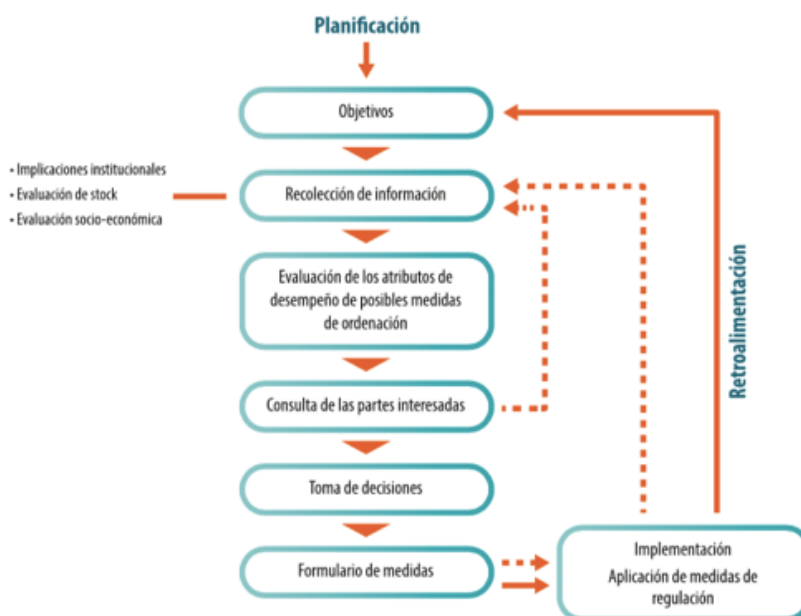 Planificación
Objetivos
• Implicaciones institucionales
• Evaluación de stock
• Evaluación socio-económica
Recolección de información
Evaluación de los atributos de
desempeño de posibles medidas
de ordenación
Consulta de las partes interesadas
Toma de decisiones
Formulario de medidas
Implementación
Aplicación de medidas de
regulación
Retroalimentación